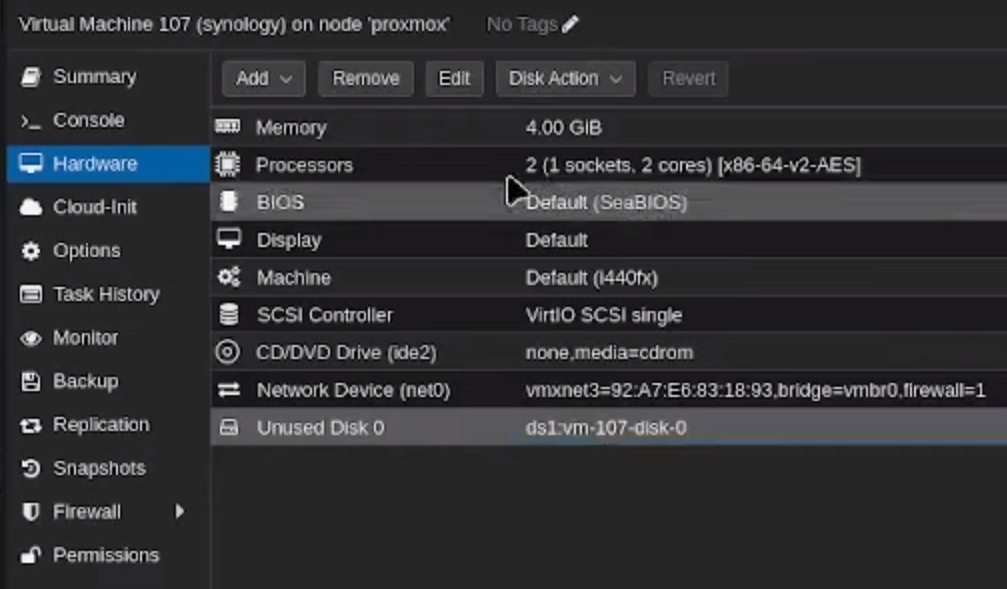 Virtual Machine 107 (synology) on node 'proxmox' No Tags
Summary
Console
Hardware
Cloud-Init
Options
Task History
Monitor
Backup
Replication
Snapshots
Firewall
Permissions
Add Remove Edit Disk Action Revert
Memory 4.00 GiB
Processors 2 (1 sockets, 2 cores) [x86-64-v2-AES]
BIOS Default (SeaBIOS)
Display Default
Machine Default (i440fx)
SCSI Controller VirtIO SCSI single
CD/DVD Drive (ide2) none,media=cdrom
Network Device (net0) vmxnet3=92:A7:E6:83:18:93,bridge=vmbr0,firewall=1
Unused Disk 0 ds1:vm-107-disk-0